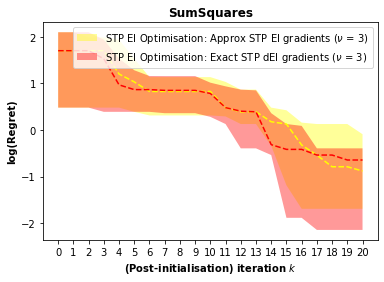 SumSquares
STP EI Optimisation: Approx STP EI gradients (ν = 3)
STP EI Optimisation: Exact STP dEI gradients (ν = 3)
log(Regret)
2
1
0
−1
−2
0 1 2 3 4 5 6 7 8 9 10 11 12 13 14 15 16 17 18 19 20
(Post-initialisation) iteration k